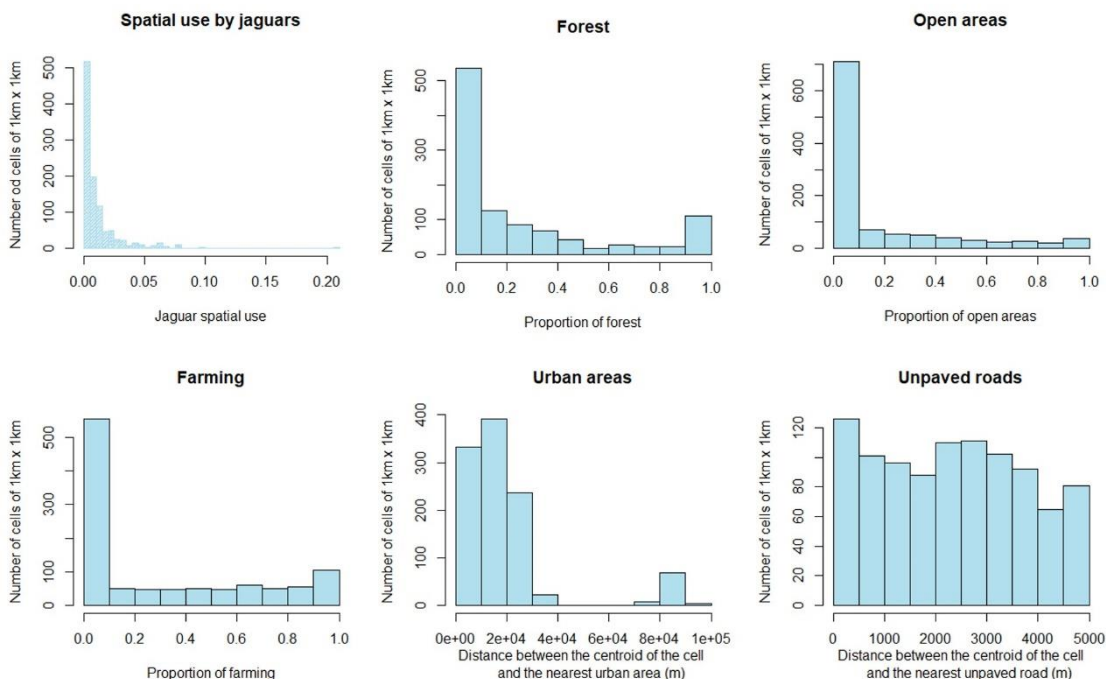 Spatial use by jaguars
Number od cells of 1km x 1km
0 100 200 300 400 500
0.00 0.05 0.10 0.15 0.20
Jaguar spatial use
Forest
Number of cells of 1km x 1km
0 100 300 500
0.0 0.2 0.4 0.6 0.8 1.0
Proportion of forest
Open areas
Number of cells of 1km x 1km
0 200 400 600
0.0 0.2 0.4 0.6 0.8 1.0
Proportion of open areas
Farming
Number of cells of 1km x 1km
0 100 300 500
0.0 0.2 0.4 0.6 0.8 1.0
Proportion of farming
Urban areas
Number of cells of 1km x 1km
0 100 200 300 400
0e+00 2e+04 4e+04 6e+04 8e+04 1e+05
Distance between the centroid of the cell
and the nearest urban area (m)
Unpaved roads
Number of cells of 1km x 1km
0 20 40 60 80 120
0 1000 2000 3000 4000 5000
Distance between the centroid of the cell
and the nearest unpaved road (m)